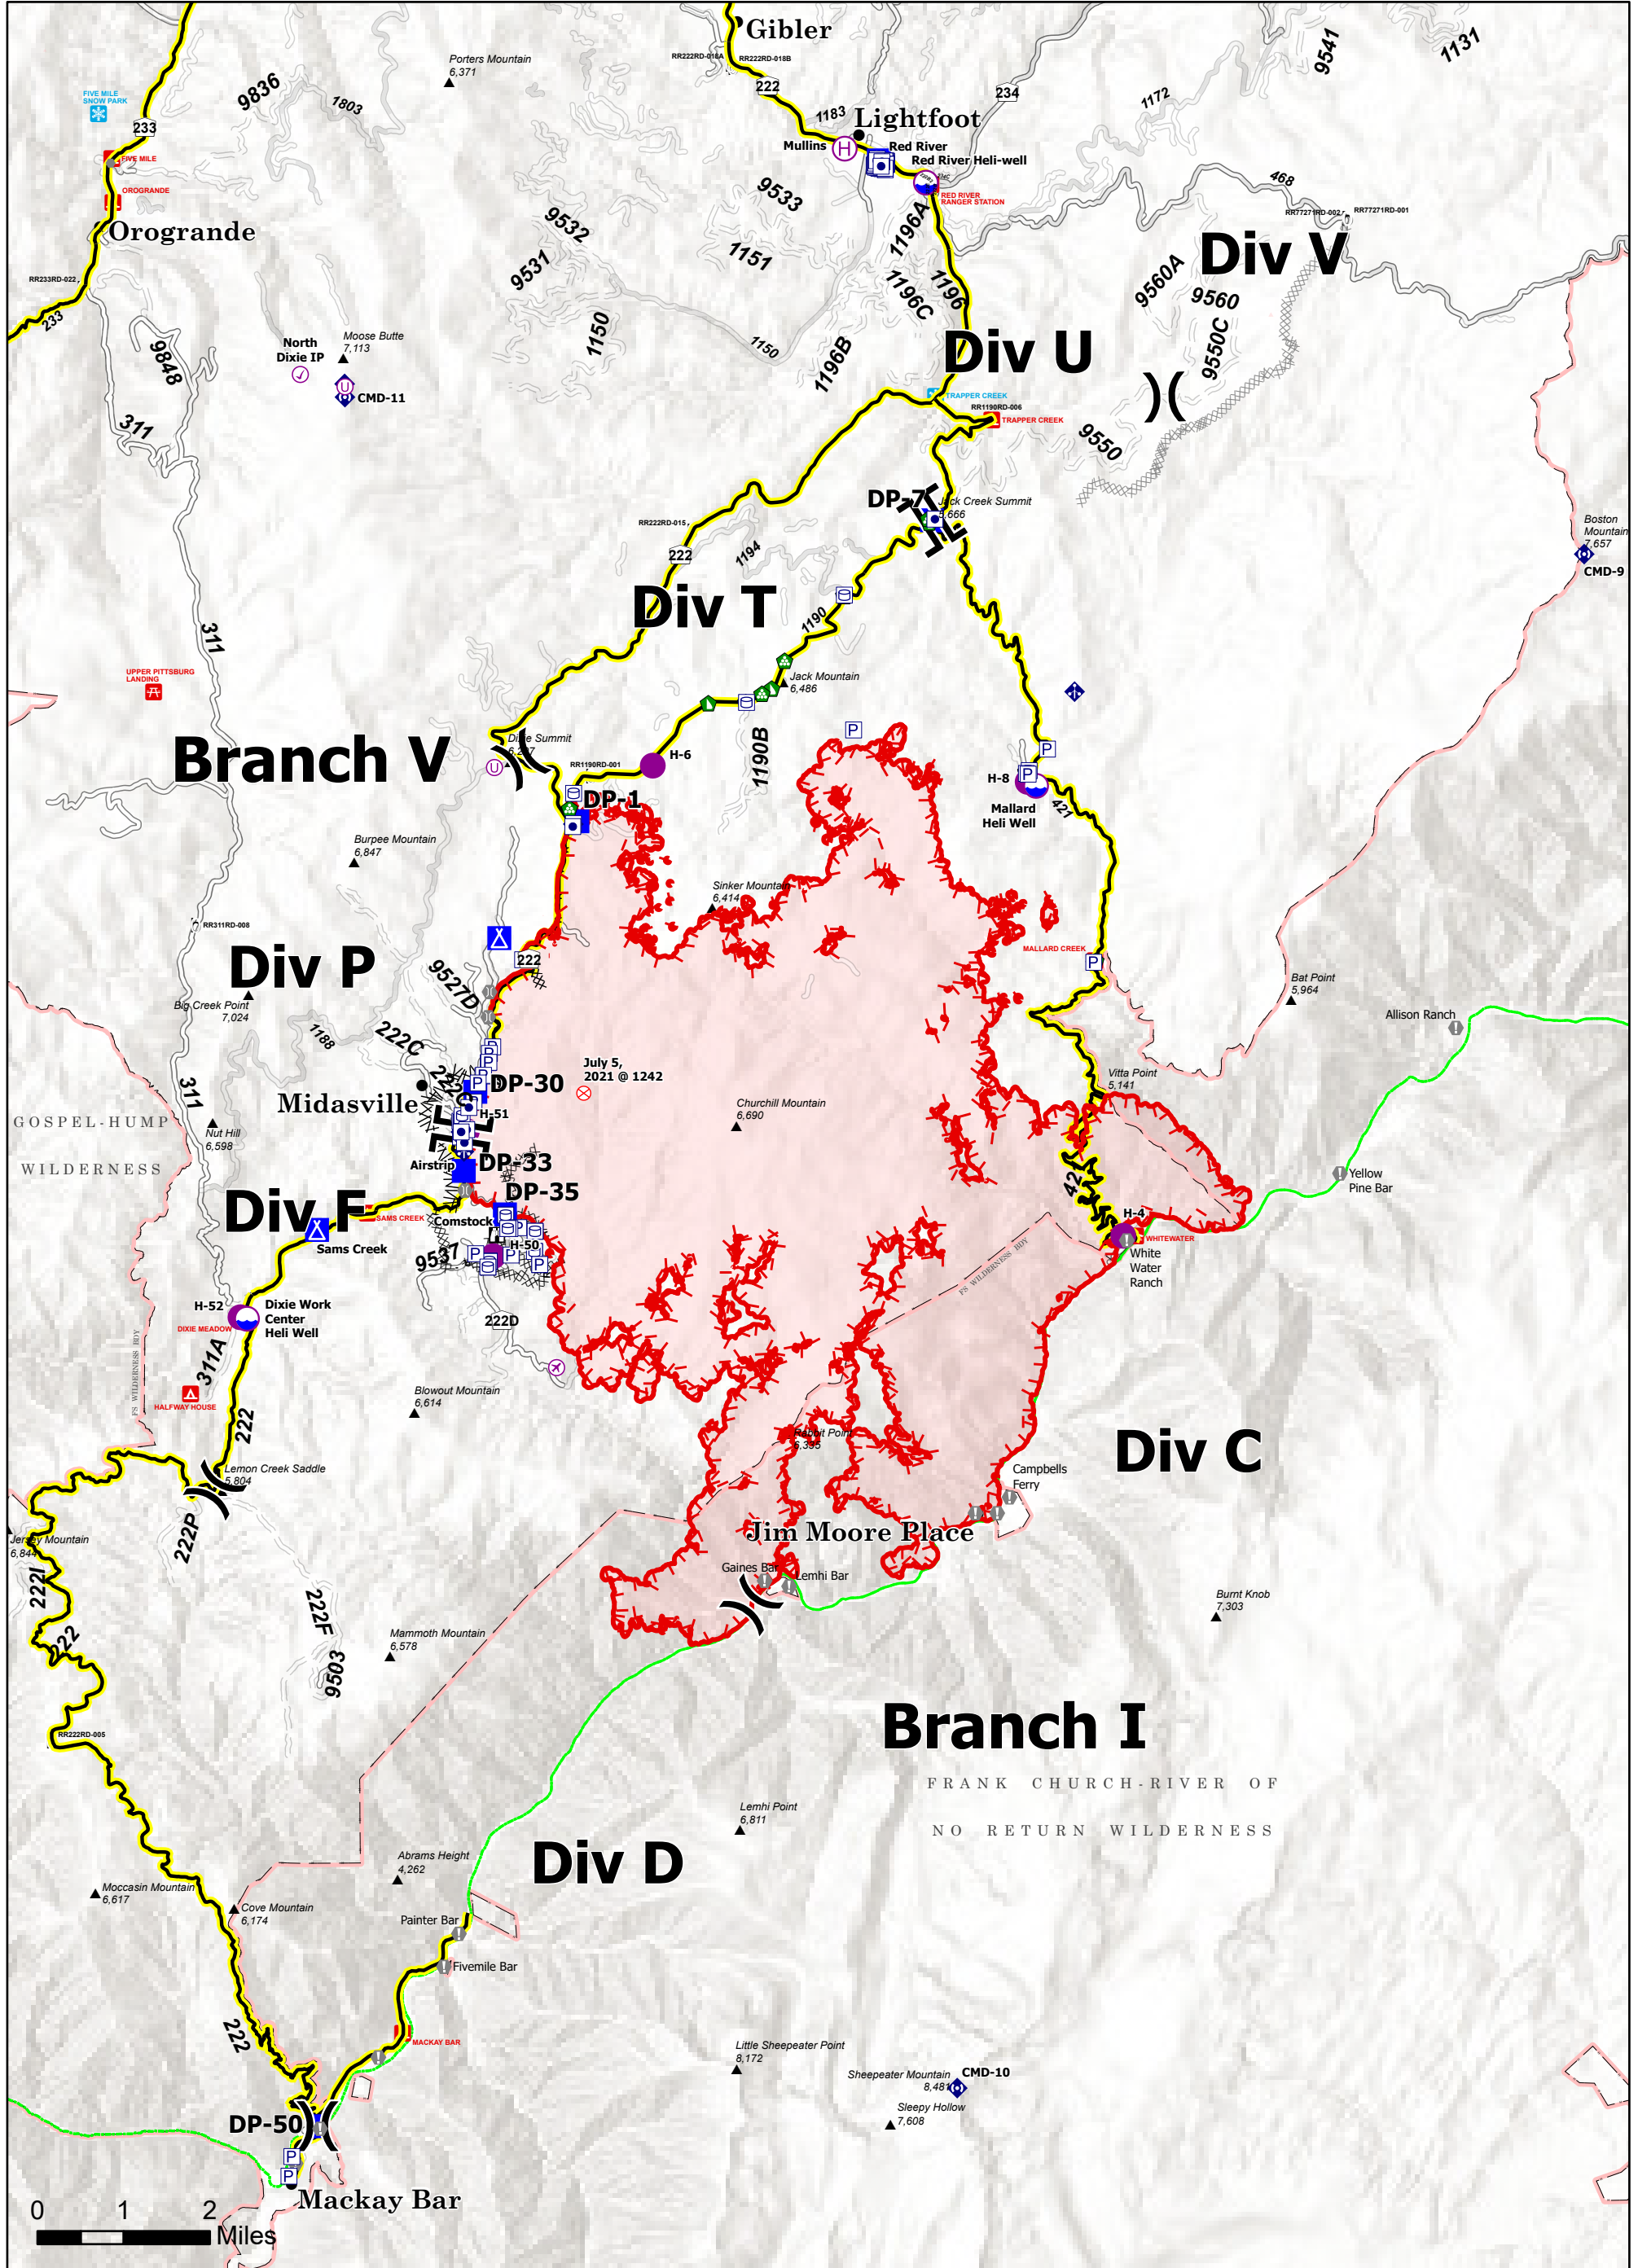 Gibler
Porters Mountain
6,371
RR222RD-018A
RR222RD-018B
222
9541
1131
FIVE MILE
SNOW PARK
9836
1803
233
234
1172
1183
Lightfoot
Mullins
Red River
Red River Heli-well
FIVE MILE
OROGRANDE
RED RIVER
RANGER STATION
468
RR77271RD-002
RR77271RD-001
Orogrande
9532
9533
1196A
Div V
9531
1151
RR233RD-022
1196C
1196
9560A
9560
233
9848
North
Dixie IP
Moose Butte
7,113
1150
1150
1196B
Div U
9550C
CMD-11
TRAPPER CREEK
RR1190RD-006
TRAPPER CREEK
311
9550
DP-7
Jack Creek Summit
5,666
RR222RD-015
222
1194
Boston
Mountain
7,657
CMD-9
Div T
1190
311
UPPER PITTSBURG
LANDING
Jack Mountain
6,486
Branch V
Dixie Summit
RR1190RD-001
H-6
1190B
DP-1
H-8
Mallard
Heli Well
421
Burpee Mountain
6,847
Sinker Mountain
6,414
RR311RD-008
Div P
222
MALLARD CREEK
9527D
Bat Point
5,964
Big Creek Point
7,024
Allison Ranch
1188
222C
July 5,
2021 @ 1242
Vitta Point
5,141
311
DP-30
Midasville
H-51
Churchill Mountain
6,690
GOSPEL-HUMP
WILDERNESS
Nut Hill
6,598
Airstrip
DP-33
DP-35
Yellow
Pine Bar
Div F
SAMS CREEK
Comstock
Sams Creek
H-50
9537
H-4
WHITEWATER
White
Water
Ranch
FS WILDERNESS BDY
H-52
Dixie Work
Center
Heli Well
DIXIE MEADOW
222D
FS WILDERNESS BDY
311A
HALFWAY HOUSE
Blowout Mountain
6,614
222
Rabbit Point
6,335
Div C
Lemon Creek Saddle
5,804
Campbells
Ferry
222P
Jersey Mountain
6,844
Jim Moore Place
222I
Gaines Bar
Lemhi Bar
222F
Burnt Knob
7,303
222
Mammoth Mountain
6,578
9503
RR222RD-005
Branch I
FRANK CHURCH-RIVER OF
NO RETURN WILDERNESS
Lemhi Point
6,811
Div D
Abrams Height
4,262
Moccasin Mountain
6,617
Cove Mountain
6,174
Painter Bar
Fivemile Bar
222
MACKAY BAR
Little Sheepeater Point
8,172
Sheepeater Mountain
8,481
CMD-10
Sleepy Hollow
7,608
DP-50
Mackay Bar
0 1 2
Miles